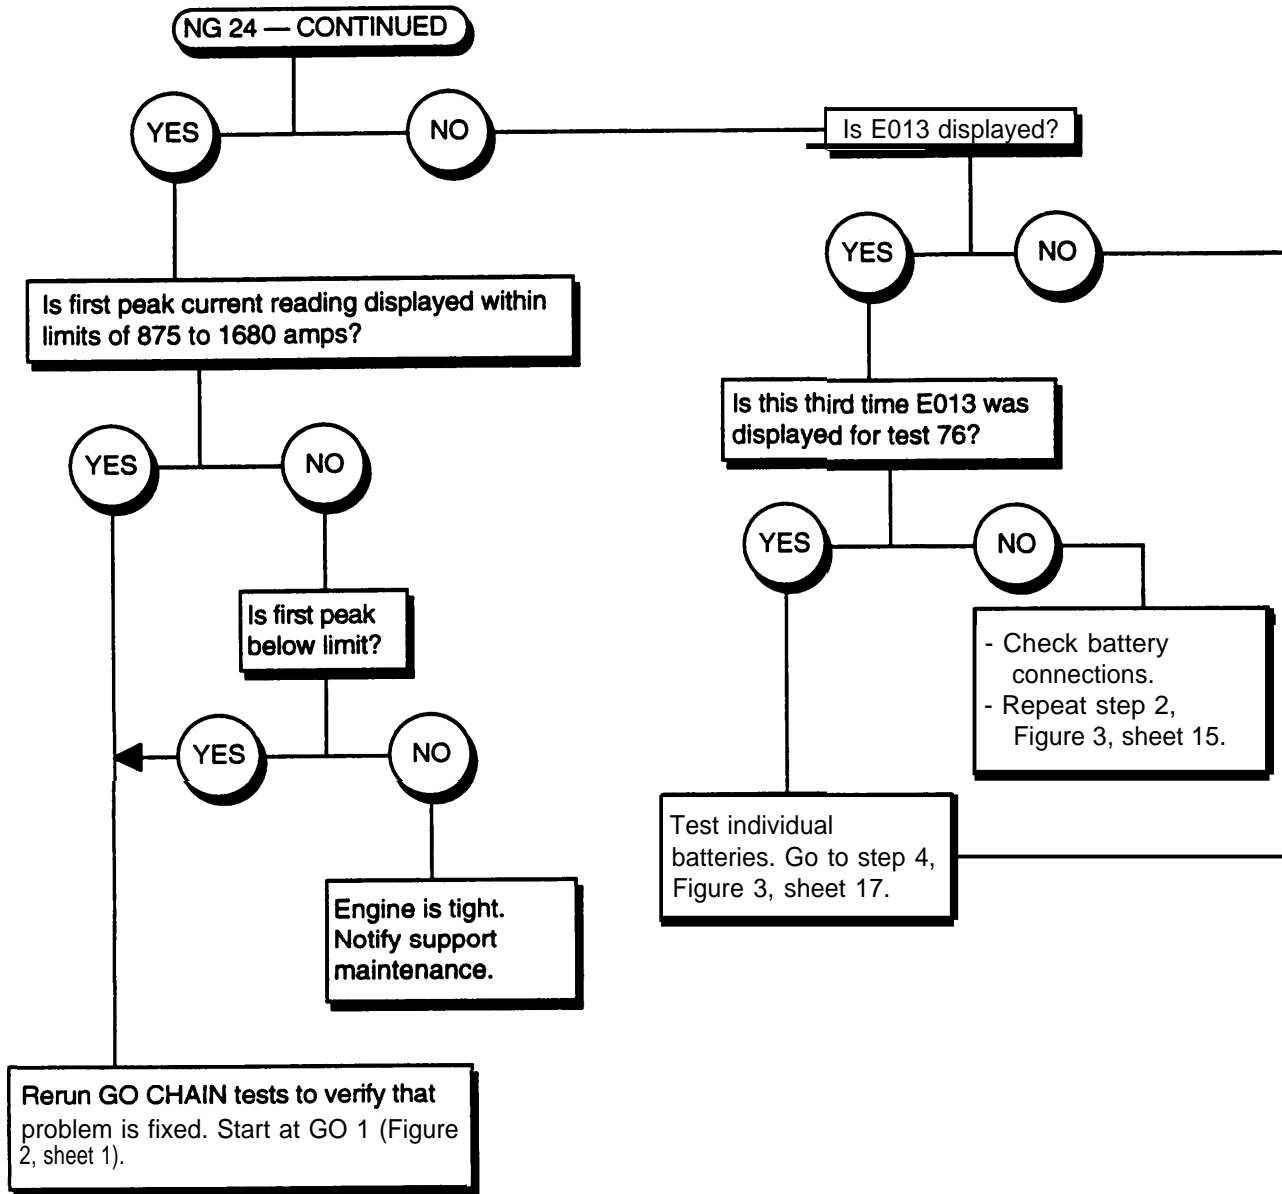 NG 24 — CONTINUED
YES
NO
Is E013 displayed?
YES
NO
Is first peak current reading displayed within
limits of 875 to 1680 amps?
Is this third time E013 was
displayed for test 76?
YES
NO
YES
NO
Is first peak
below limit?
- Check battery
connections.
- Repeat step 2,
Figure 3, sheet 15.
YES
NO
Test individual
batteries. Go to step 4,
Figure 3, sheet 17.
Engine is tight.
Notify support
maintenance.
Rerun GO CHAIN tests to verify that
problem is fixed. Start at GO 1 (Figure
2, sheet 1).